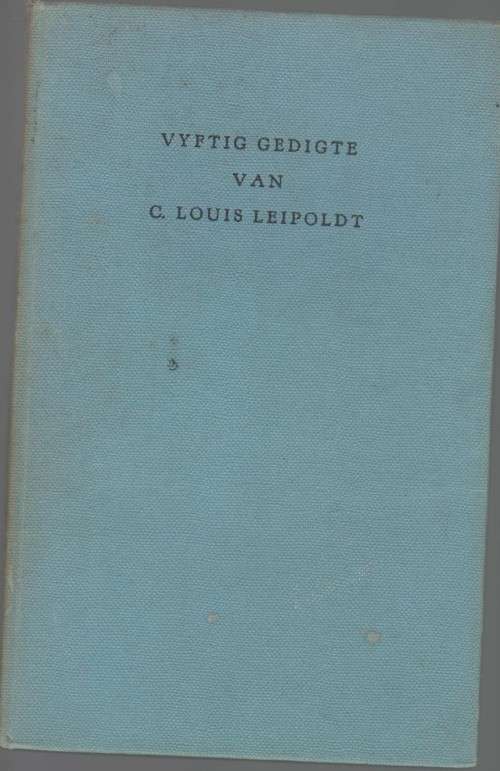 VYFTIG GEDIGTE
VAN
C. LOUIS LEIPOLDT